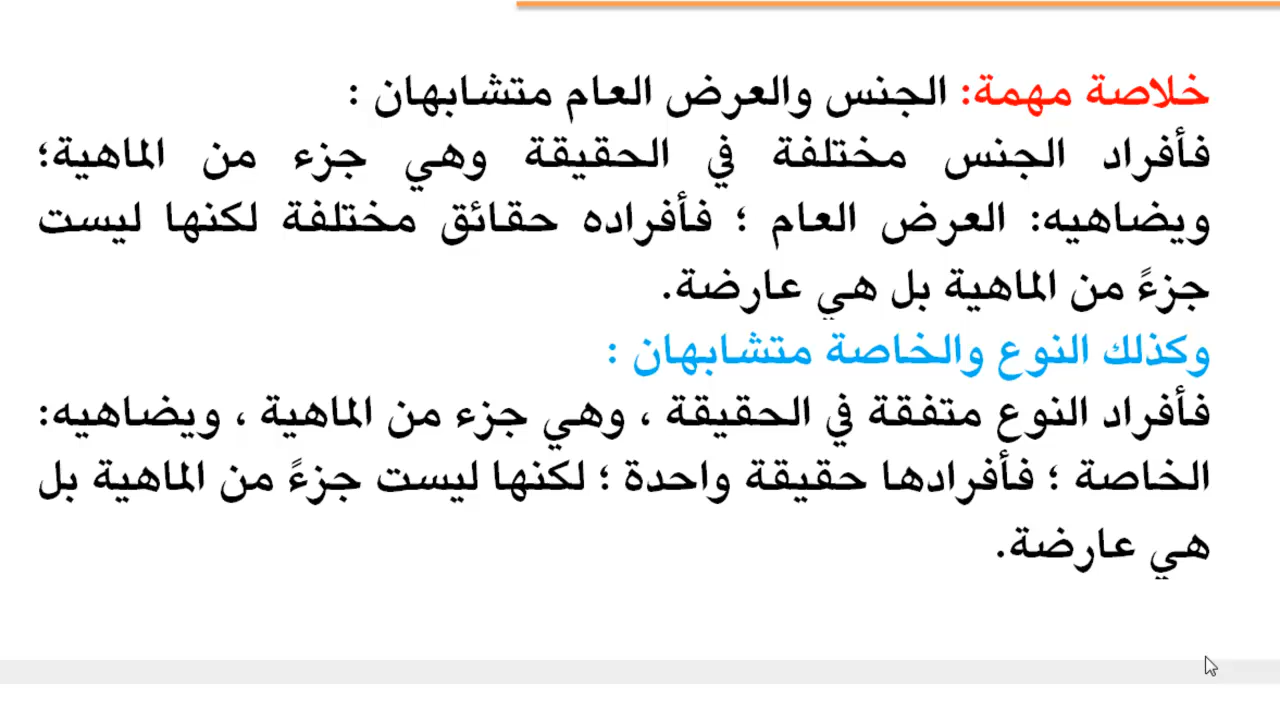 خلاصة مهمة: الجنس والعرض العام متشابهان :
فأفراد الجنس مختلفة في الحقيقة وهي جزء من الماهية؛
ويضاهيه: العرض العام ؛ فأفراده حقائق مختلفة لكنها ليست
جزءً من الماهية بل هي عارضة.
وكذلك النوع والخاصة متشابهان :
فأفراد النوع متفقة في الحقيقة ، وهي جزء من الماهية ، ويضاهيه:
الخاصة ؛ فأفرادها حقيقة واحدة ؛ لكنها ليست جزءً من الماهية بل
هي عارضة.